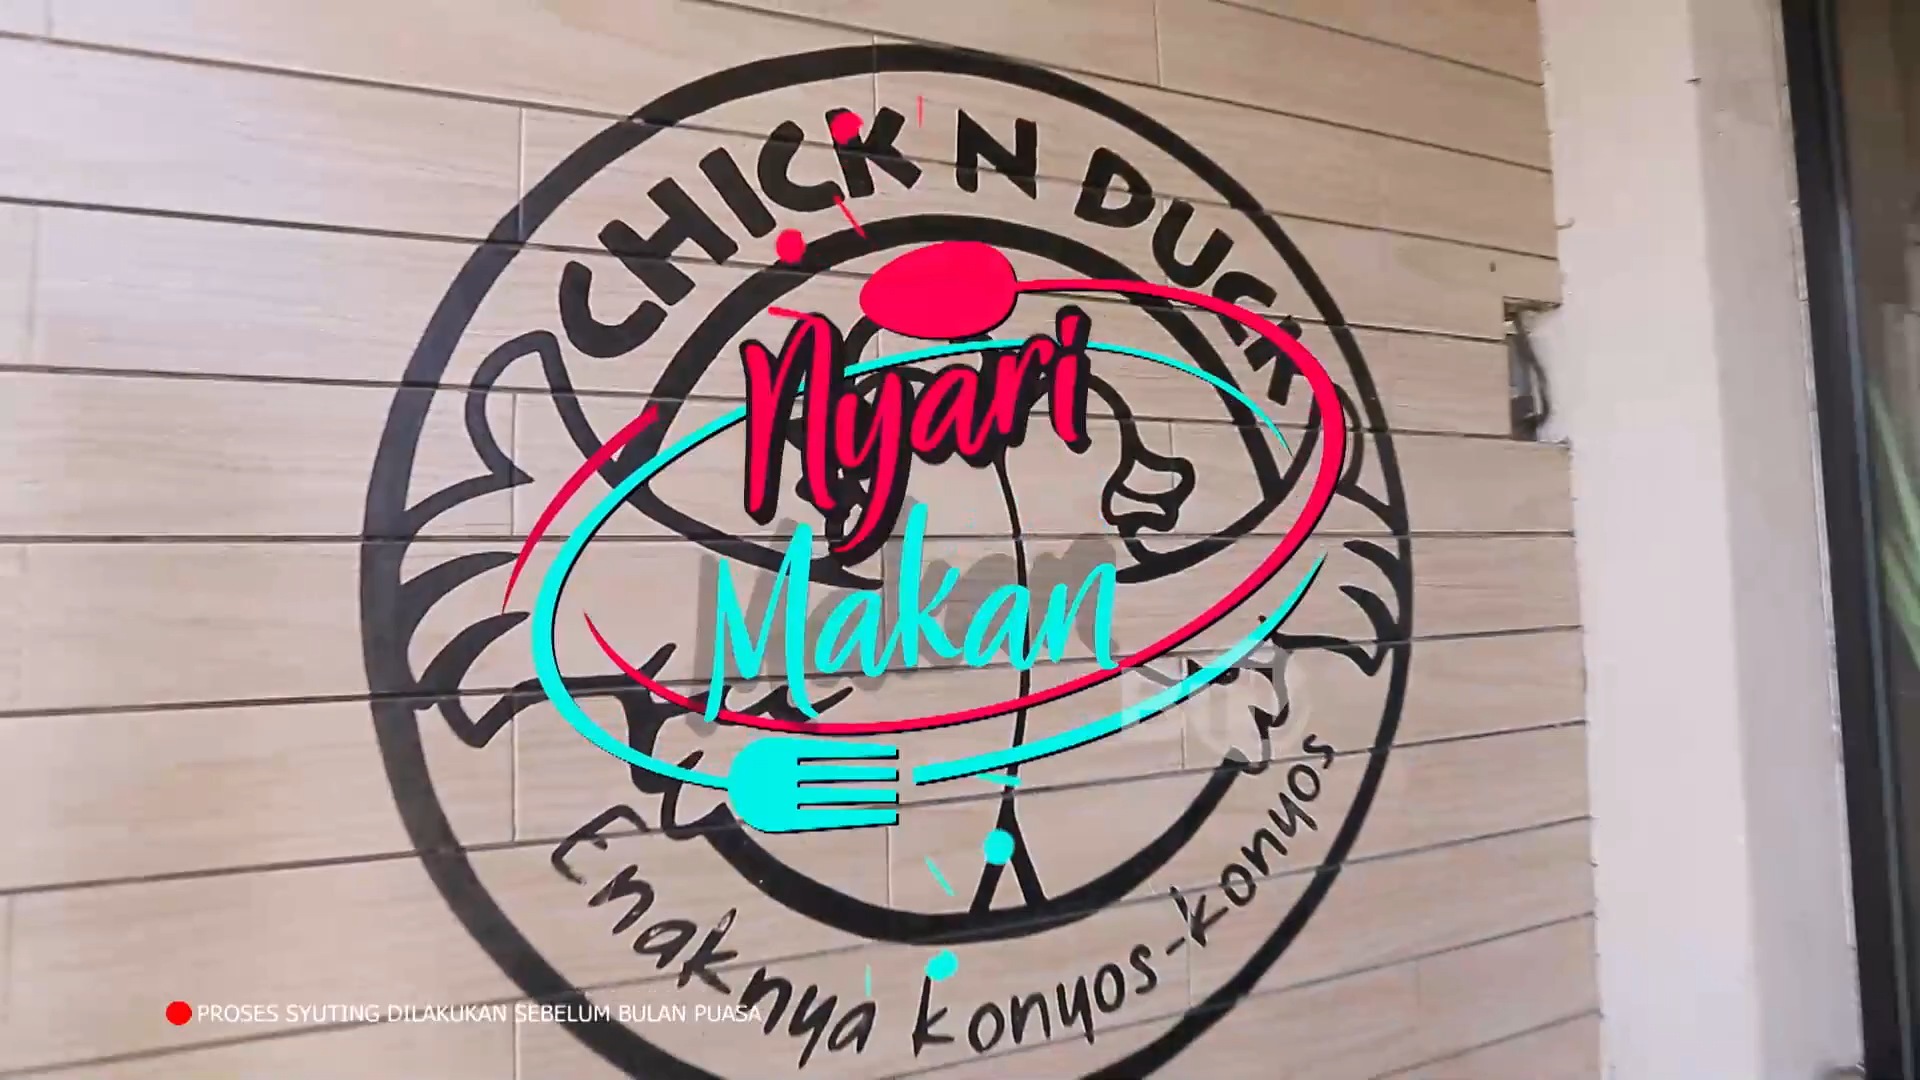 CHICK'N DUCK
Nyari
Makan
Enaknya konyos-konyos
PROSES SYUTING DILAKUKAN SEBELUM BULAN PUASA